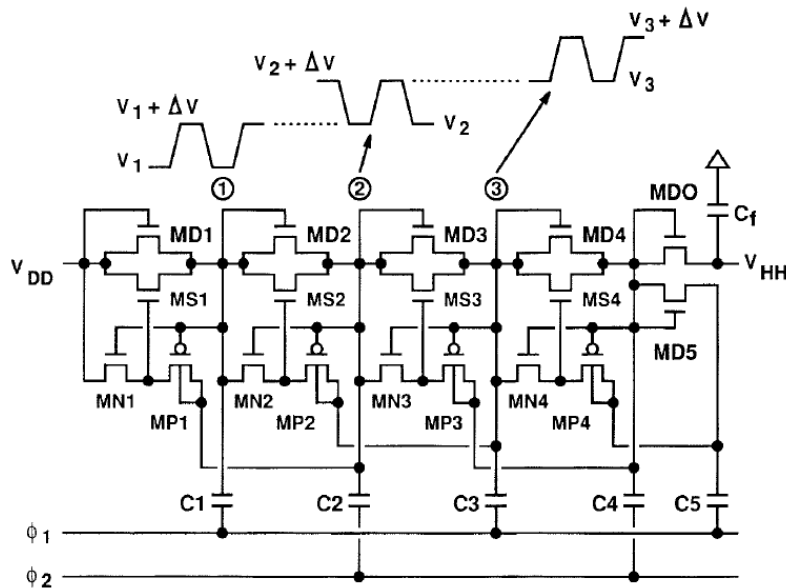 V3 + ΔV
V2 + ΔV
V3
V1 + ΔV
V2
V1
① ② ③ MDO
Cf
MD1 MD2 MD3 MD4
VDD VHH
MS1 MS2 MS3 MS4
MD5
MN1 MN2 MN3 MN4
MP1 MP2 MP3 MP4
C1 C2 C3 C4 C5
ϕ1
ϕ2